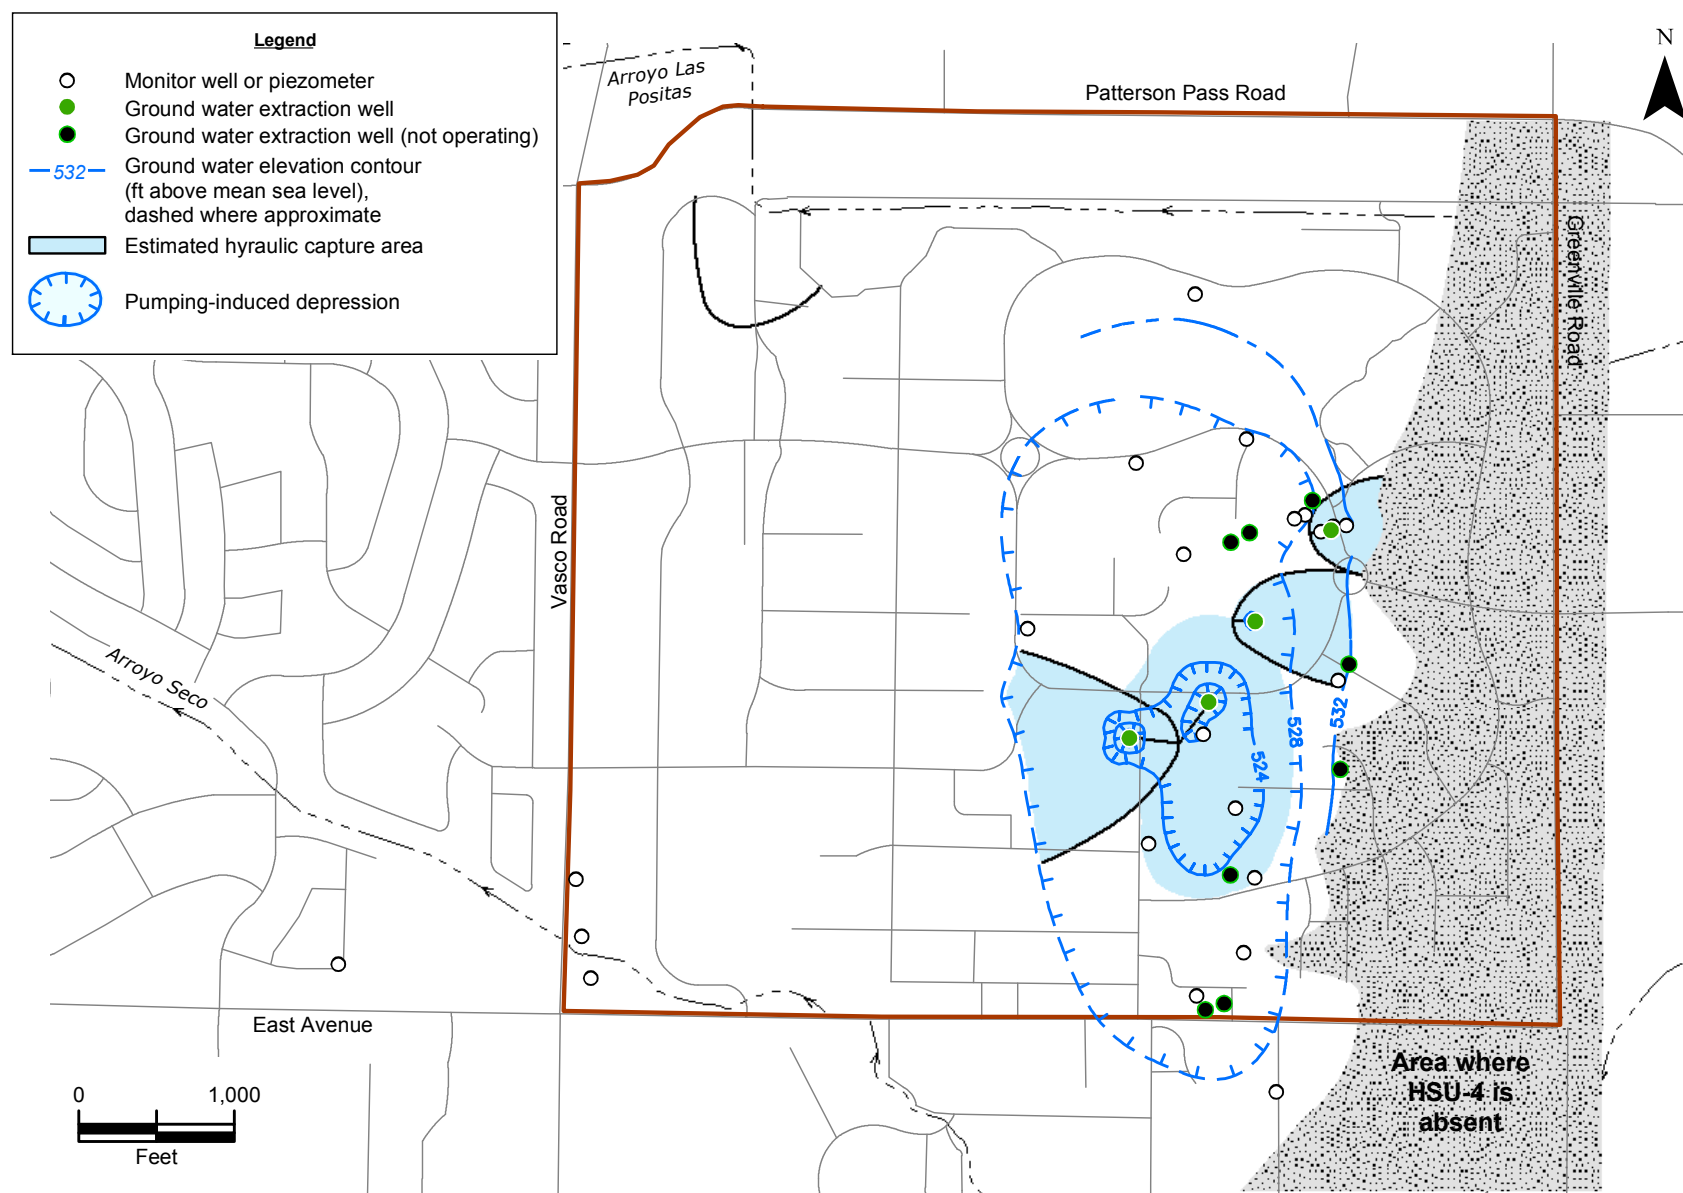 Legend
Monitor well or piezometer
Ground water extraction well
Ground water extraction well (not operating)
532
Ground water elevation contour
(ft above mean sea level),
dashed where approximate
Estimated hyraulic capture area
Pumping-induced depression
Arroyo Las
Positas
Patterson Pass Road
N
Greenville Road
Vasco Road
Arroyo Seco
532
528
524
East Avenue
Area where
HSU-4 is
absent
0 1,000
Feet